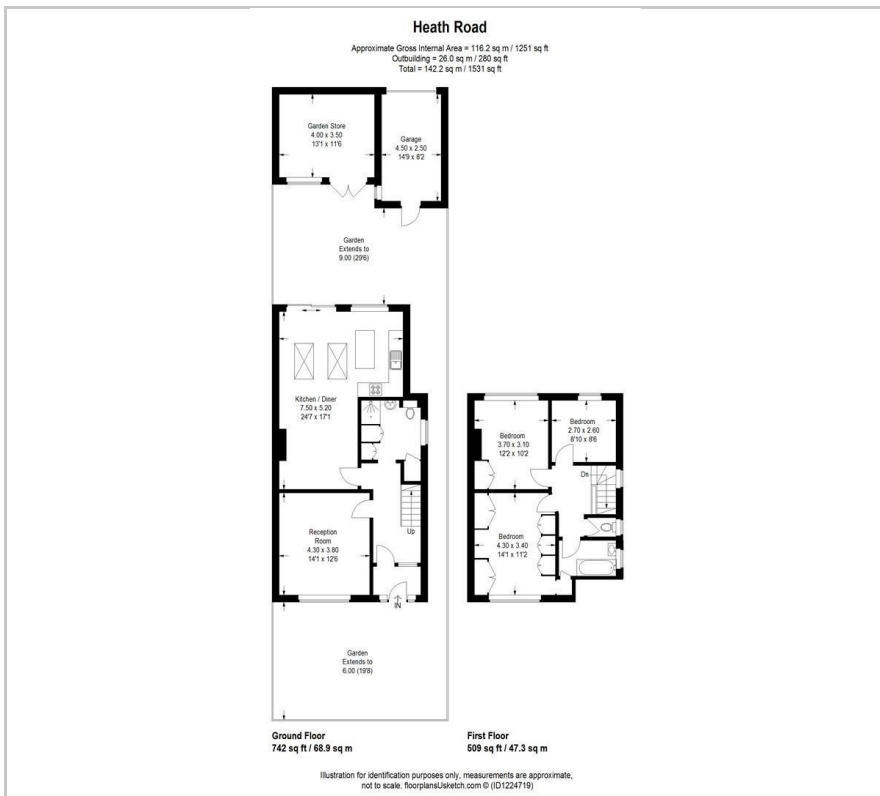 Heath Road
Approximate Gross Internal Area = 116.2 sq m / 1251 sq ft
Outbuilding = 26.0 sq m / 280 sq ft
Total = 142.2 sq m / 1531 sq ft
Garden Store
4.00 x 3.50
13'1 x 11'6
Garage
4.50 x 2.50
14'9 x 8'2
Garden
Extends to
9.00 (29'6)
Kitchen / Diner
7.50 x 5.20
24'7 x 17'1
Reception
Room
4.30 x 3.80
14'1 x 12'6
Up
IN
Garden
Extends to
6.00 (19'8)
Bedroom
3.70 x 3.10
12'2 x 10'2
Bedroom
2.70 x 2.60
8'10 x 8'6
Dn
Bedroom
4.30 x 3.40
14'1 x 11'2
Ground Floor
742 sq ft / 68.9 sq m
First Floor
509 sq ft / 47.3 sq m
Illustration for identification purposes only, measurements are approximate,
not to scale. floorplansUsketch.com © (ID1224719)